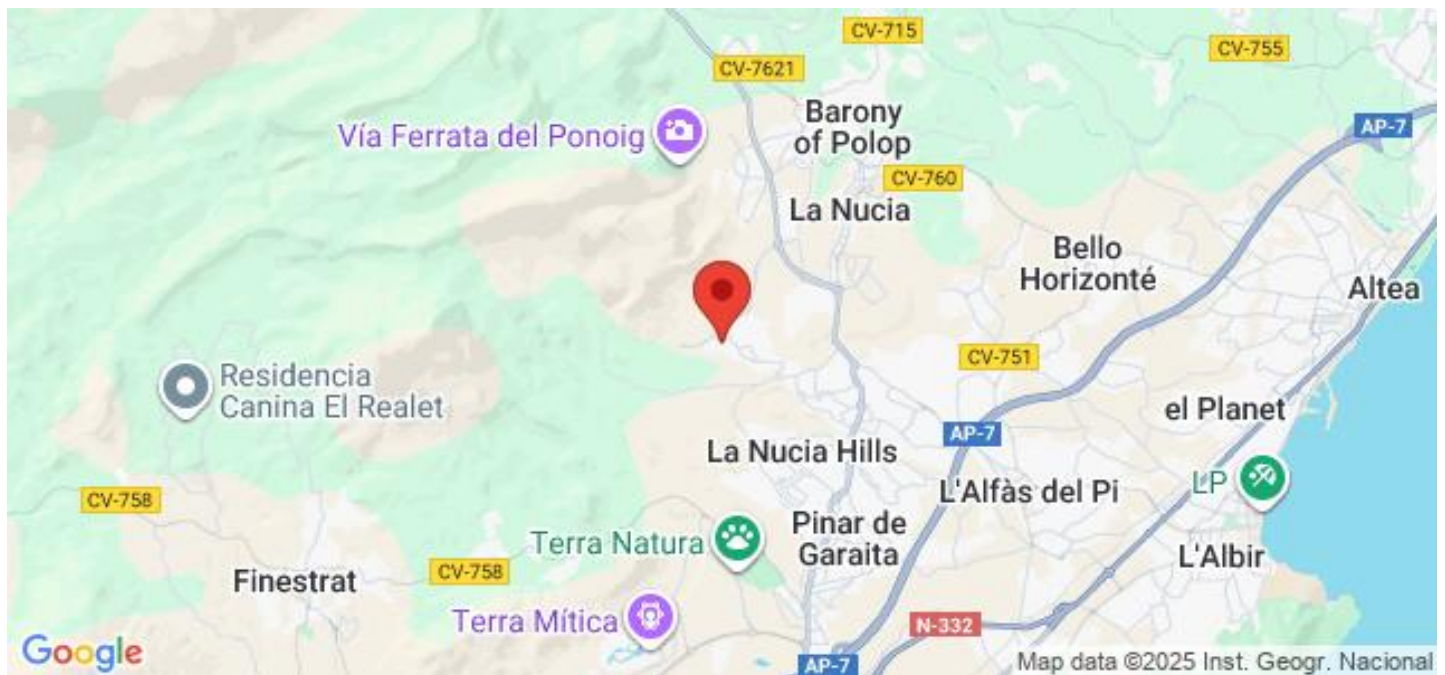 CV-715
CV-755
CV-7621
Barony
of Polop
AP-7
Vía Ferrata del Ponoig
CV-760
La Nucia
Bello
Horizonté
Altea
CV-751
Residencia
Canina El Realet
el Planet
AP-7
La Nucia Hills
LP
L'Alfàs del Pi
CV-758
Pinar de
Garaita
Terra Natura
L'Albir
CV-758
Finestrat
Terra Mítica
N-332
Google
AP-7
Map data ©2025 Inst. Geogr. Nacional